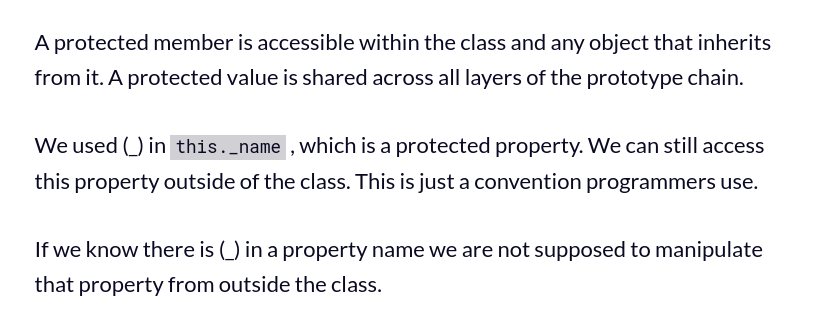 A protected member is accessible within the class and any object that inherits
from it. A protected value is shared across all layers of the prototype chain.
We used (_) in this._name , which is a protected property. We can still access
this property outside of the class. This is just a convention programmers use.
If we know there is (_) in a property name we are not supposed to manipulate
that property from outside the class.